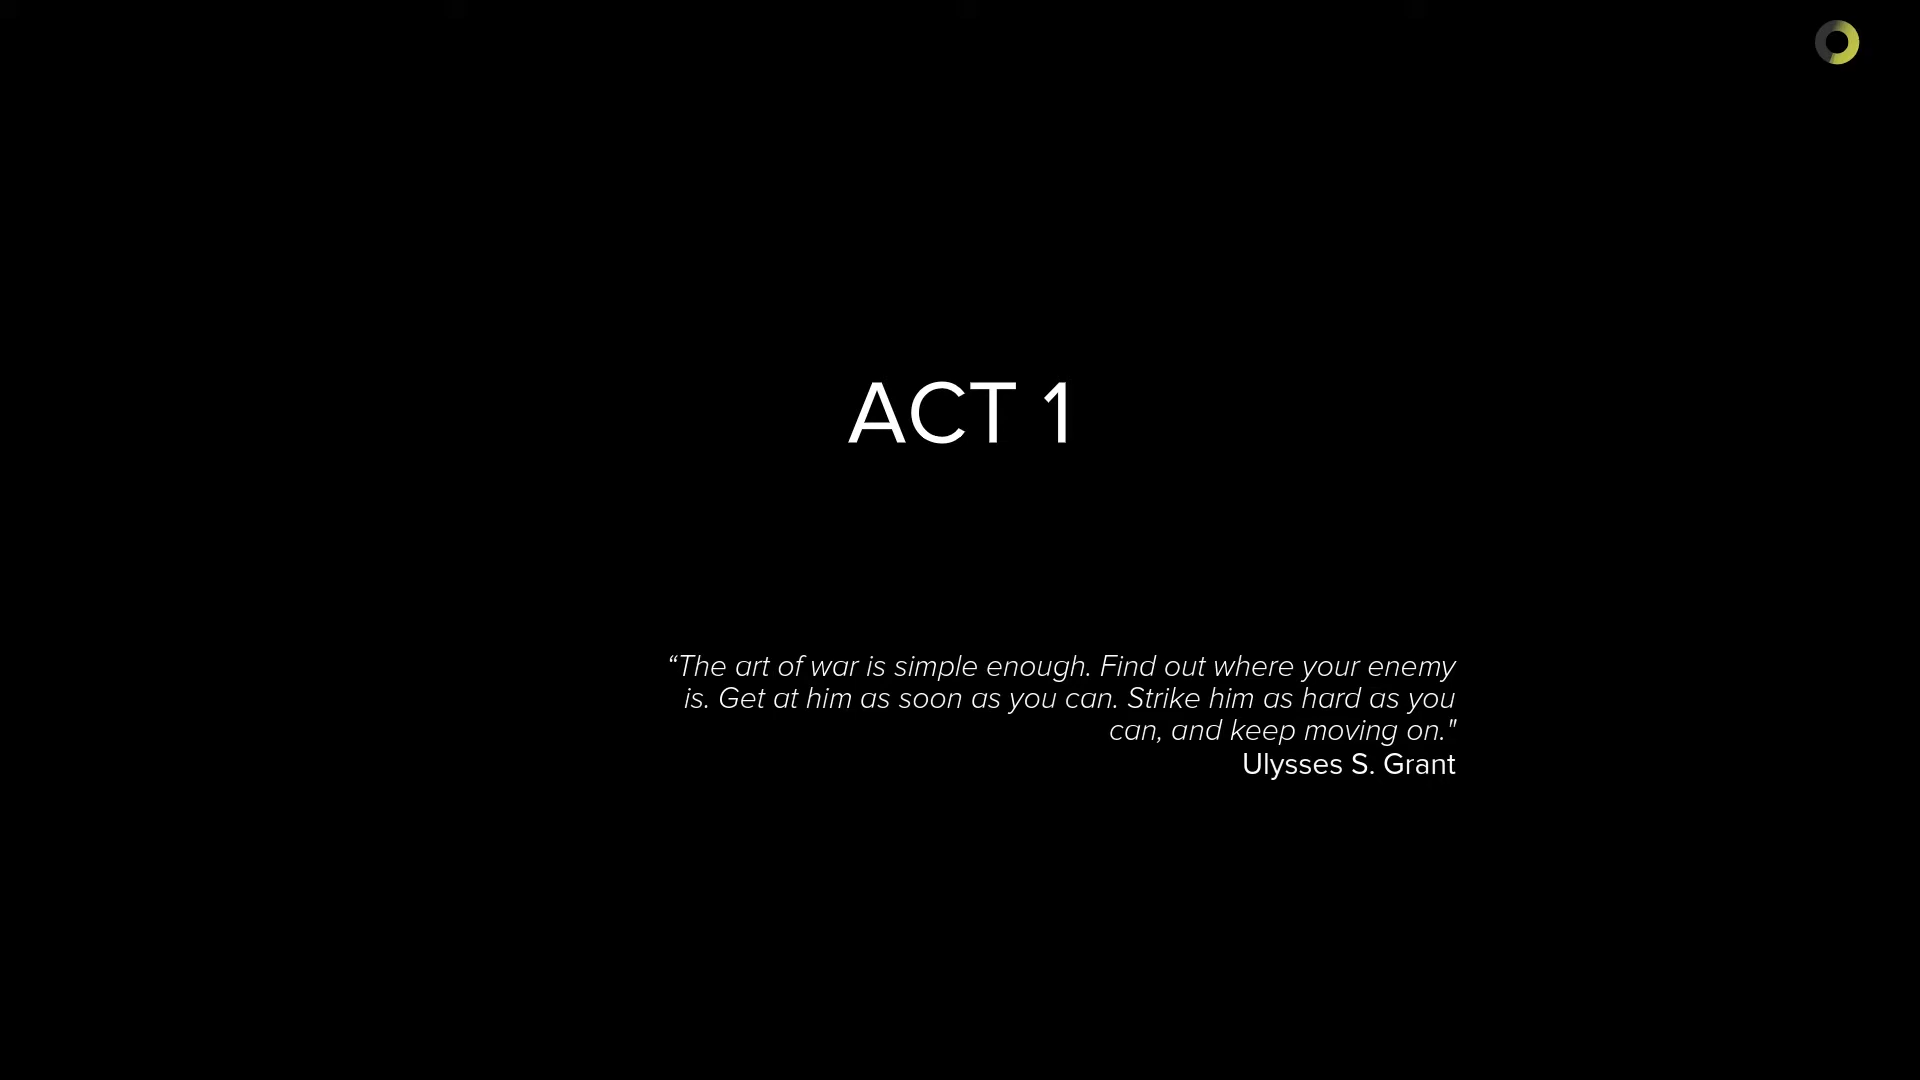 ACT 1
“The art of war is simple enough. Find out where your enemy
is. Get at him as soon as you can. Strike him as hard as you
can, and keep moving on."
Ulysses S. Grant